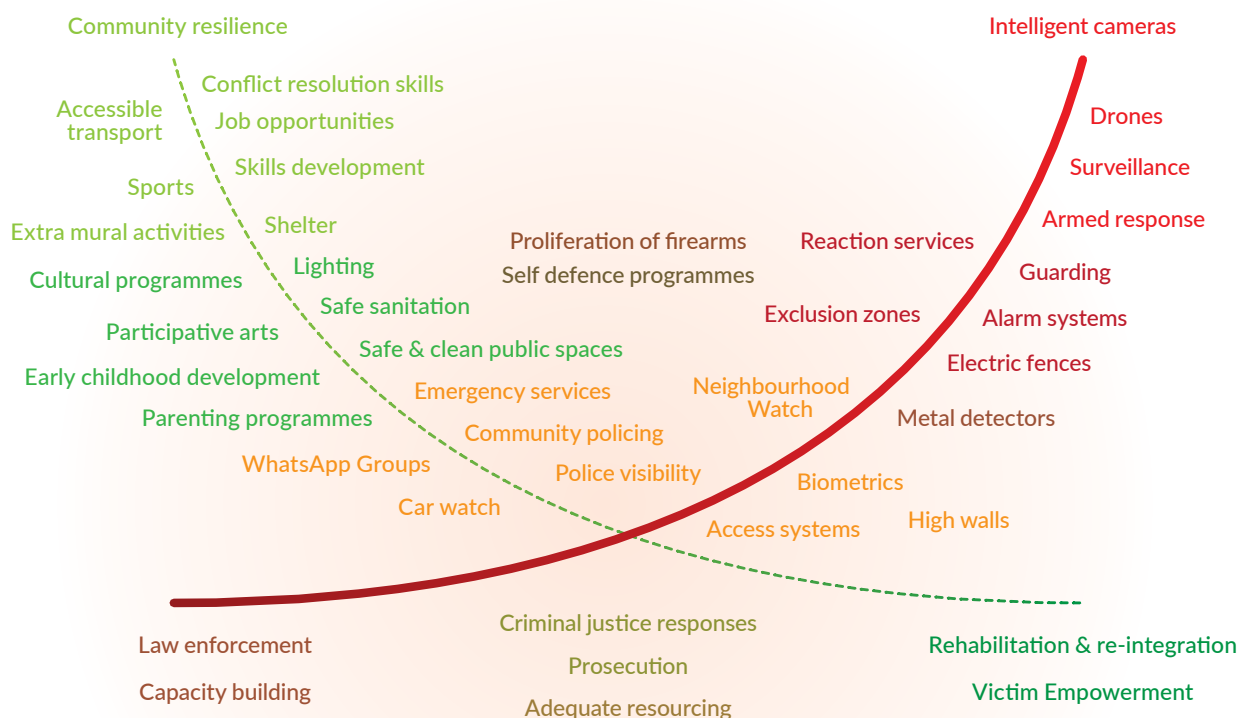 Community resilience
Intelligent cameras
Conflict resolution skills
Accessible
transport
Job opportunities
Drones
Skills development
Surveillance
Sports
Shelter
Armed response
Extra mural activities
Proliferation of firearms
Reaction services
Lighting
Self defence programmes
Guarding
Cultural programmes
Safe sanitation
Exclusion zones
Alarm systems
Participative arts
Safe & clean public spaces
Electric fences
Early childhood development
Emergency services
Neighbourhood
Watch
Parenting programmes
Metal detectors
Community policing
WhatsApp Groups
Police visibility
Biometrics
Car watch
Access systems
High walls
Criminal justice responses
Law enforcement
Rehabilitation & re-integration
Prosecution
Capacity building
Victim Empowerment
Adequate resourcing